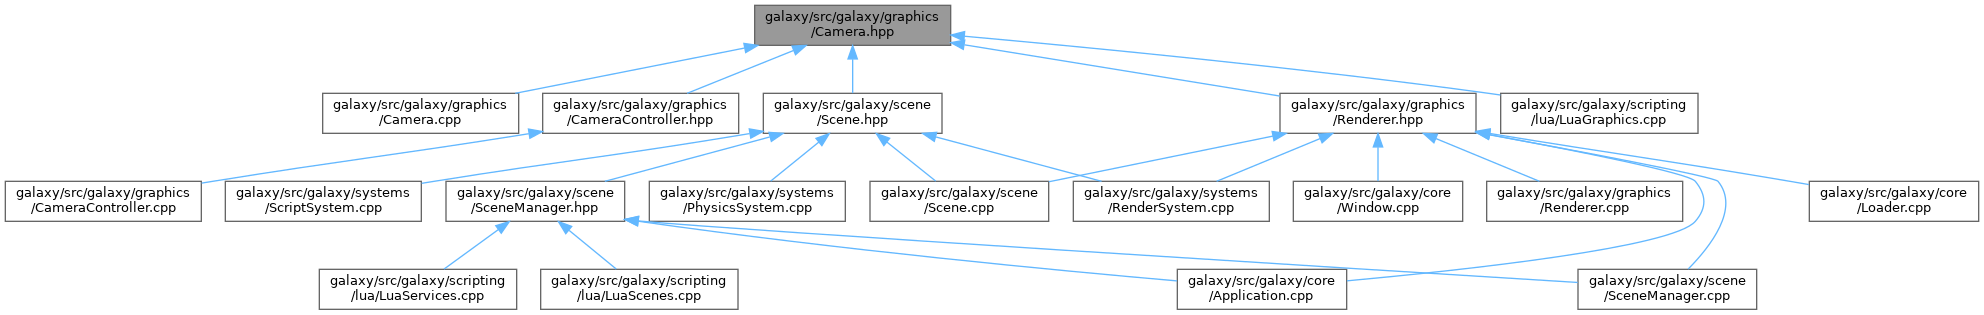 galaxy/src/galaxy/graphics
/Camera.hpp
galaxy/src/galaxy/graphics
/Camera.cpp
galaxy/src/galaxy/graphics
/CameraController.hpp
galaxy/src/galaxy/scene
/Scene.hpp
galaxy/src/galaxy/graphics
/Renderer.hpp
galaxy/src/galaxy/scripting
/lua/LuaGraphics.cpp
galaxy/src/galaxy/graphics
/CameraController.cpp
galaxy/src/galaxy/systems
/ScriptSystem.cpp
galaxy/src/galaxy/scene
/SceneManager.hpp
galaxy/src/galaxy/systems
/PhysicsSystem.cpp
galaxy/src/galaxy/scene
/Scene.cpp
galaxy/src/galaxy/systems
/RenderSystem.cpp
galaxy/src/galaxy/core
/Window.cpp
galaxy/src/galaxy/graphics
/Renderer.cpp
galaxy/src/galaxy/core
/Loader.cpp
galaxy/src/galaxy/scripting
/lua/LuaServices.cpp
galaxy/src/galaxy/scripting
/lua/LuaScenes.cpp
galaxy/src/galaxy/core
/Application.cpp
galaxy/src/galaxy/scene
/SceneManager.cpp